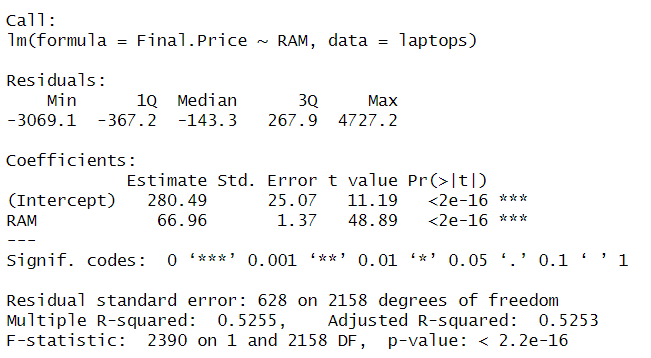 Call:
lm(formula = Final.Price ~ RAM, data = laptops)
Residuals:
Min 1Q Median 3Q Max
-3069.1 -367.2 -143.3 267.9 4727.2
Coefficients:
Estimate Std. Error t value Pr(>|t|)
(Intercept) 280.49 25.07 11.19 <2e-16 ***
RAM 66.96 1.37 48.89 <2e-16 ***
---
Signif. codes: 0 ‘***’ 0.001 ‘**’ 0.01 ‘*’ 0.05 ‘.’ 0.1 ‘ ’ 1
Residual standard error: 628 on 2158 degrees of freedom
Multiple R-squared: 0.5255, Adjusted R-squared: 0.5253
F-statistic: 2390 on 1 and 2158 DF, p-value: < 2.2e-16